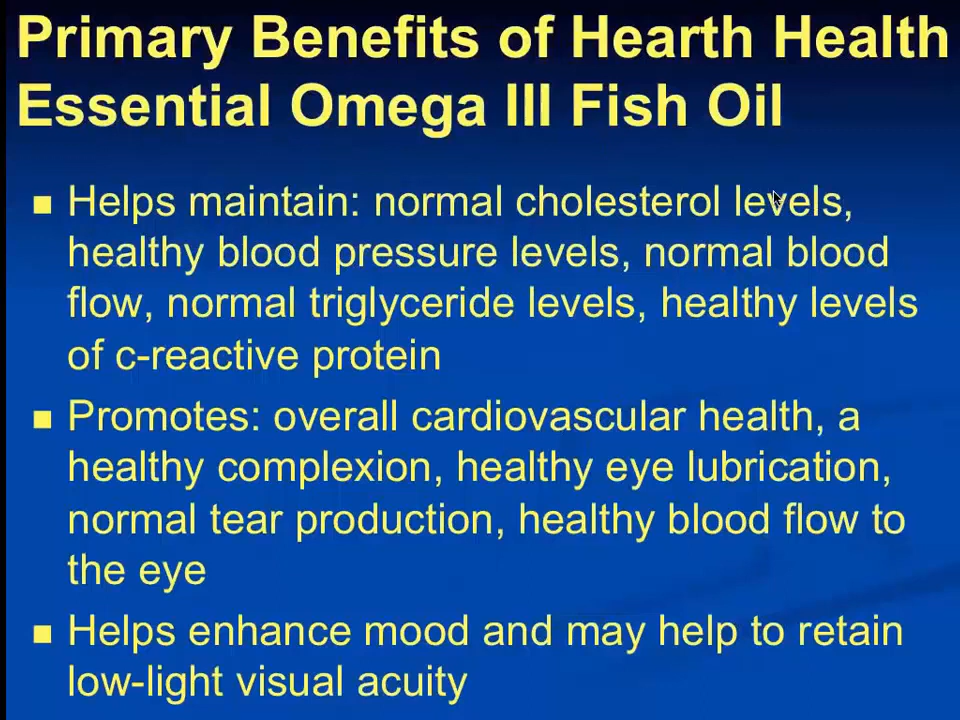 Primary Benefits of Hearth Health
Essential Omega III Fish Oil
Helps maintain: normal cholesterol levels,
healthy blood pressure levels, normal blood
flow, normal triglyceride levels, healthy levels
of c-reactive protein
Promotes: overall cardiovascular health, a
healthy complexion, healthy eye lubrication,
normal tear production, healthy blood flow to
the eye
Helps enhance mood and may help to retain
low-light visual acuity